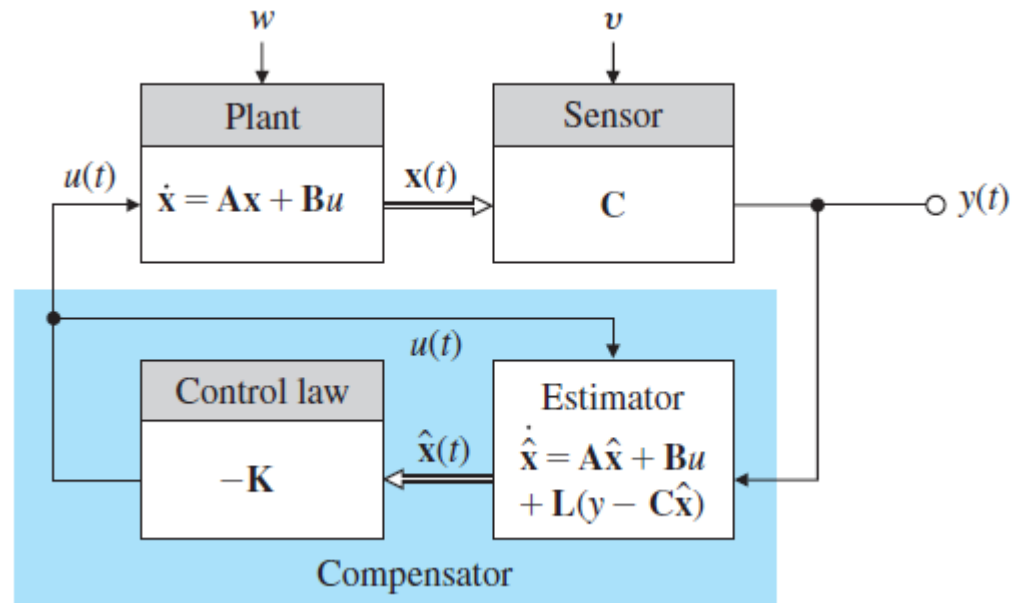 w
υ
Plant
Sensor
u(t)
ẋ = Ax + Bu
x(t)
C
y(t)
u(t)
Control law
−K
x̂(t)
Estimator
x̂̇ = Ax̂ + Bu
+ L(y − Cx̂)
Compensator